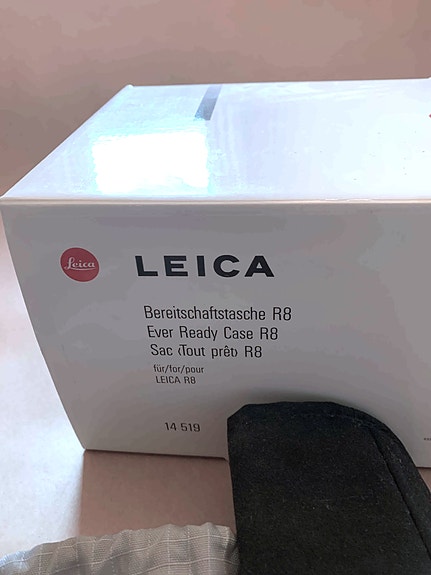 Leica LEICA
Bereitschaftstasche R8
Ever Ready Case R8
Sac ‹Tout prêt› R8
für/for/pour
LEICA R8
14 519